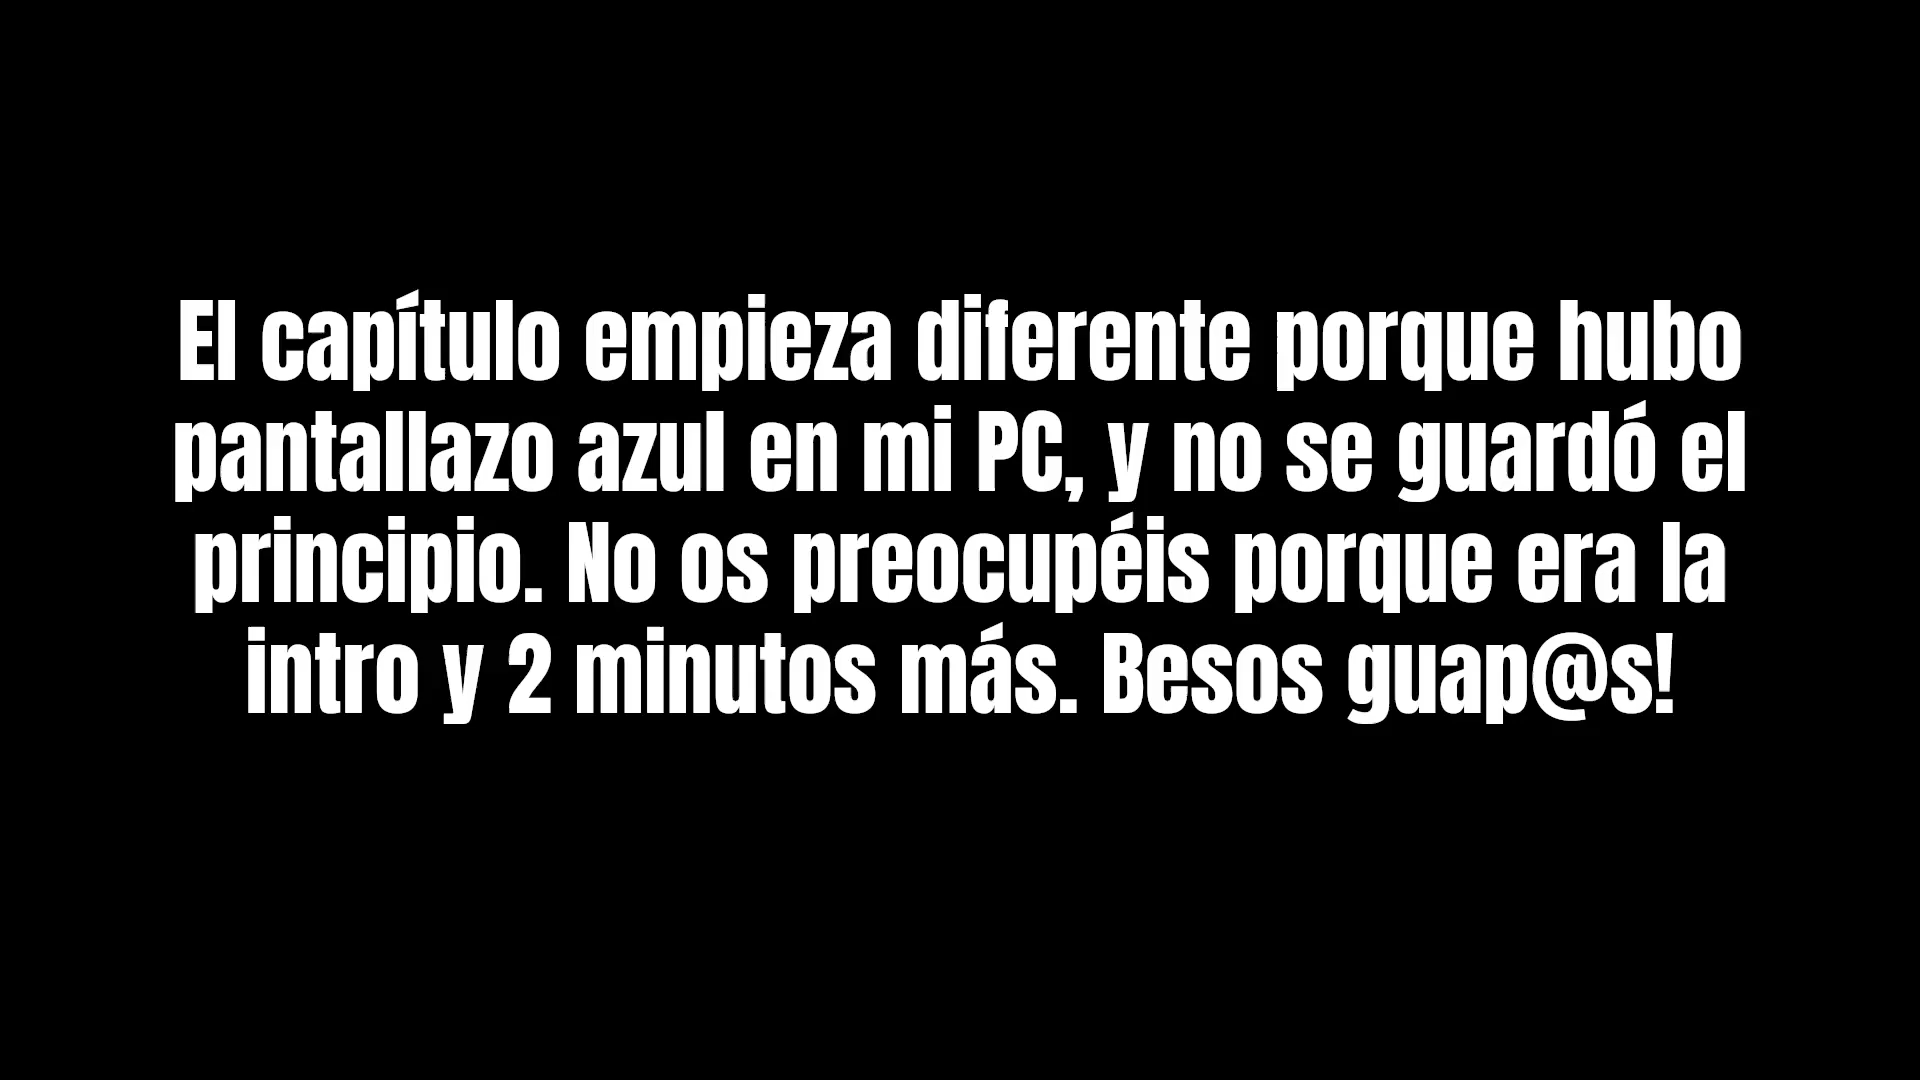 El capítulo empieza diferente porque hubo
pantallazo azul en mi PC, y no se guardó el
principio. No os preocupéis porque era la
intro y 2 minutos más. Besos guap@s!